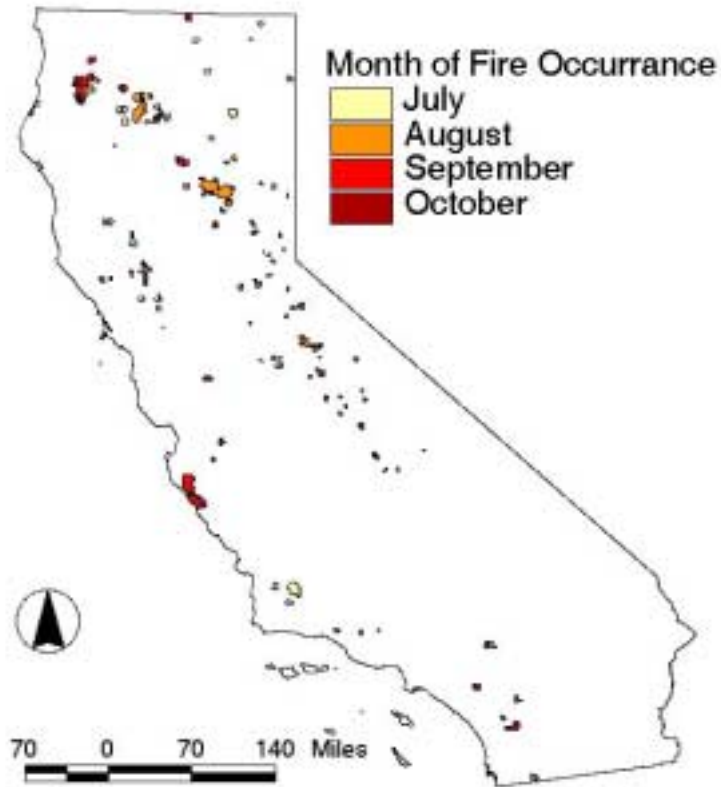 Month of Fire Occurrance
July
August
September
October
70 0 70 140 Miles